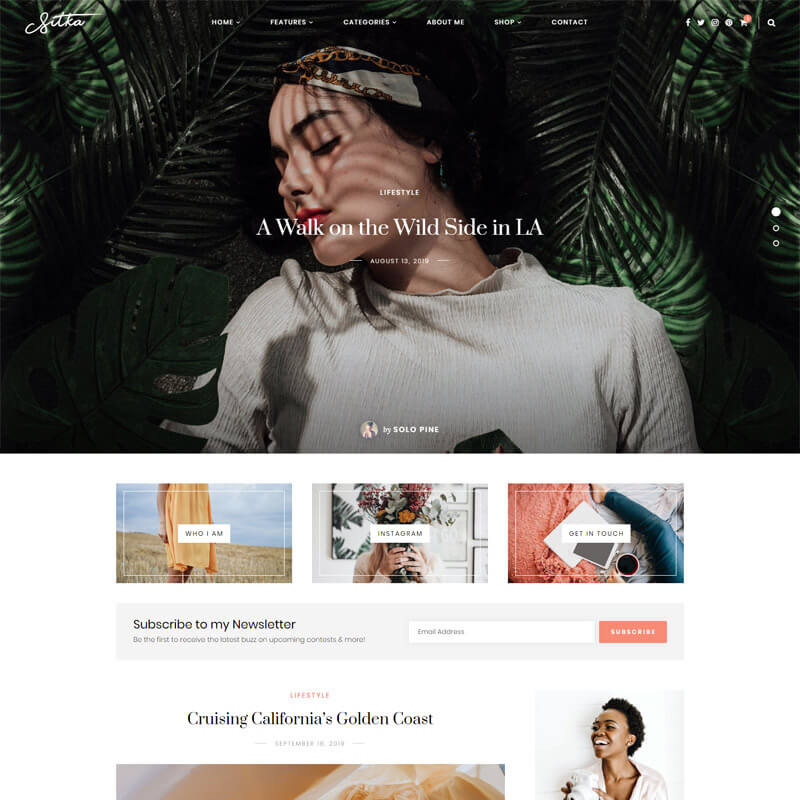 Sitka
HOME FEATURES CATEGORIES ABOUT ME SHOP CONTACT
LIFESTYLE
A Walk on the Wild Side in LA
AUGUST 13, 2019
by SOLO PINE
WHO I AM
INSTAGRAM
GET IN TOUCH
Subscribe to my Newsletter
Be the first to receive the latest buzz on upcoming contests & more!
Email Address
SUBSCRIBE
LIFESTYLE
Cruising California’s Golden Coast
SEPTEMBER 18, 2019